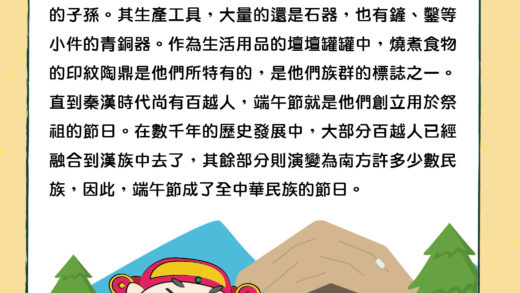 的子孫。其生產工具，大量的還是石器，也有鏟、鑿等
小件的青銅器。作為生活用品的壇壇罐罐中，燒煮食物
的印紋陶鼎是他們所特有的，是他們族群的標誌之一。
直到秦漢時代尚有百越人，端午節就是他們創立用於祭
祖的節日。在數千年的歷史發展中，大部分百越人已經
融合到漢族中去了，其餘部分則演變為南方許多少數民
族，因此，端午節成了全中華民族的節日。